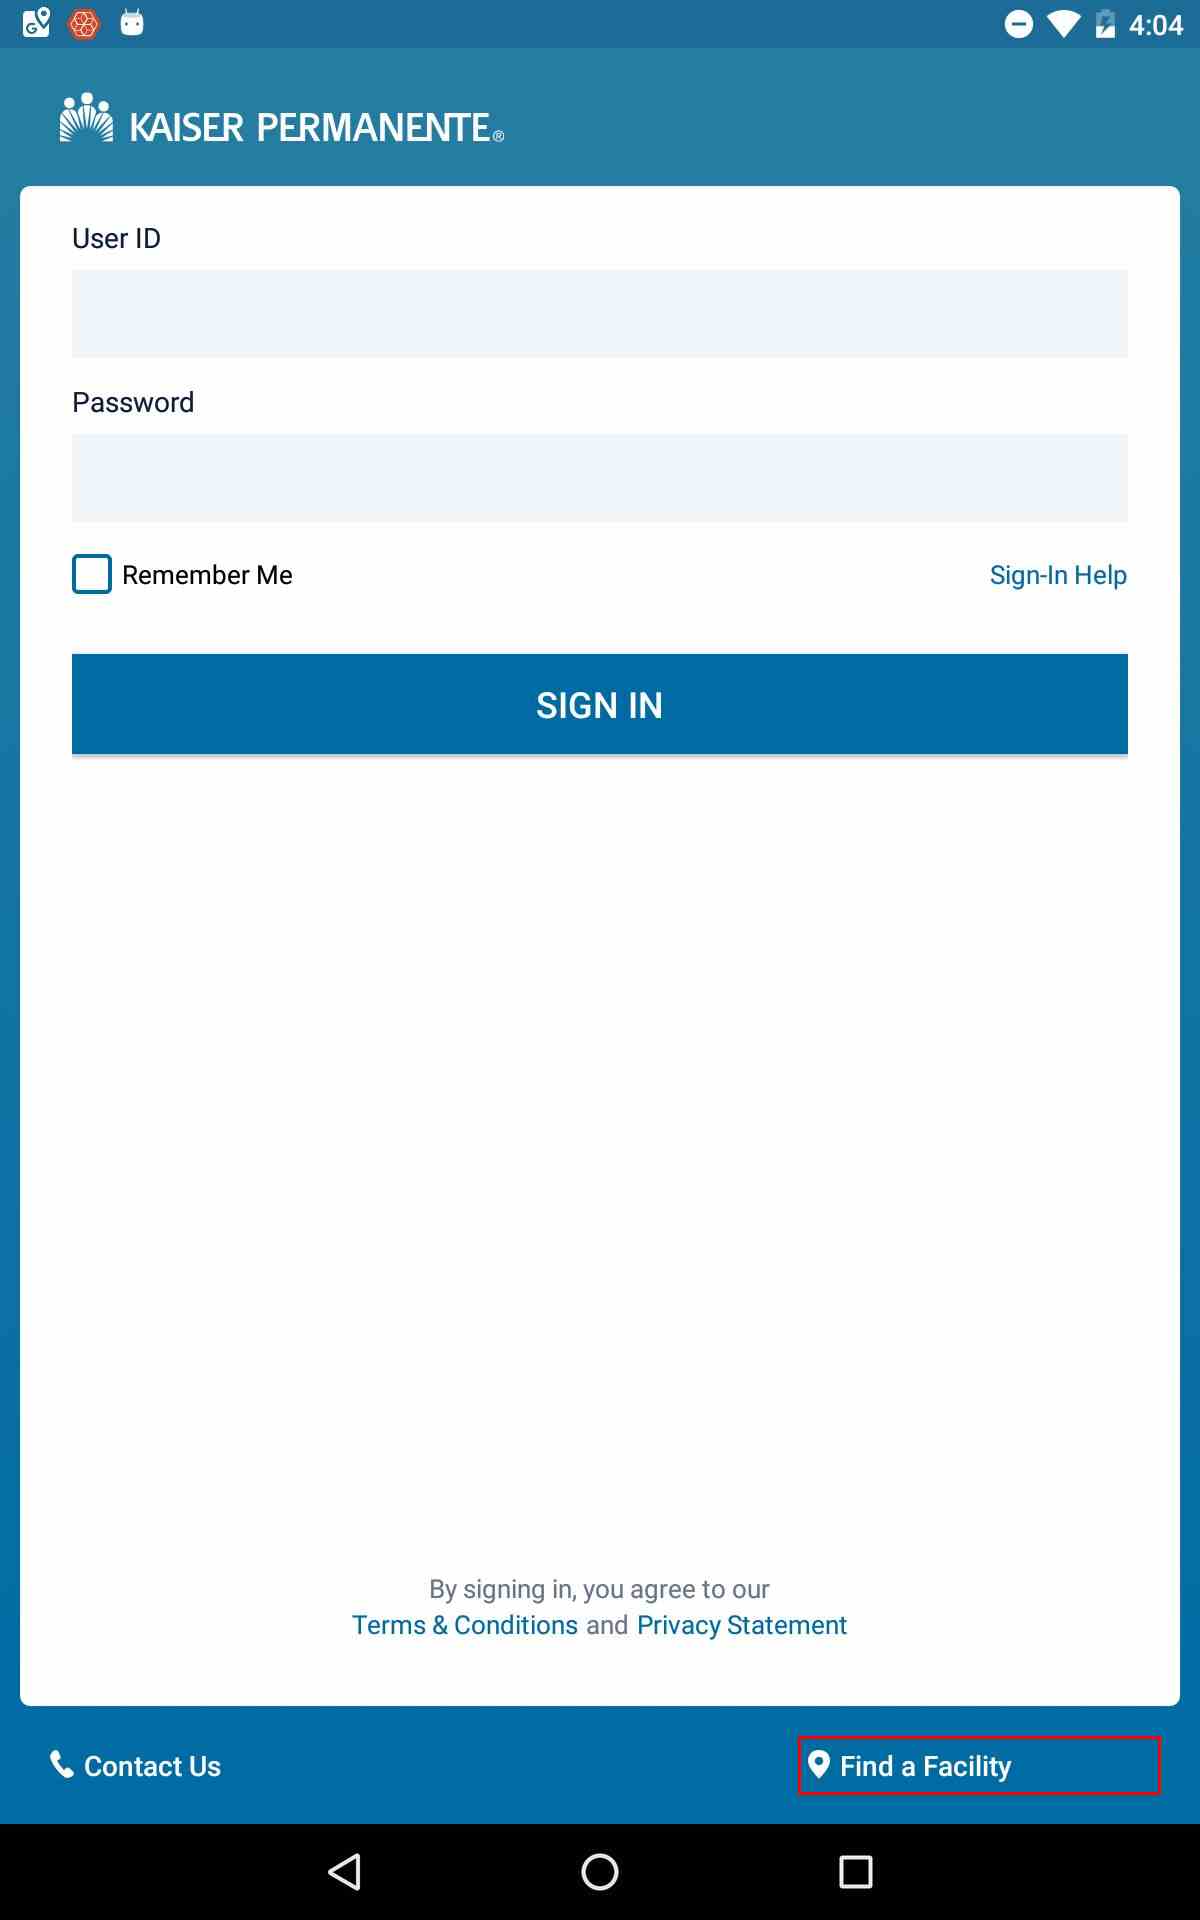 4:04
KAISER PERMANENTE®
User ID
Password
Remember Me
Sign-In Help
SIGN IN
By signing in, you agree to our
Terms & Conditions and Privacy Statement
Contact Us
Find a Facility